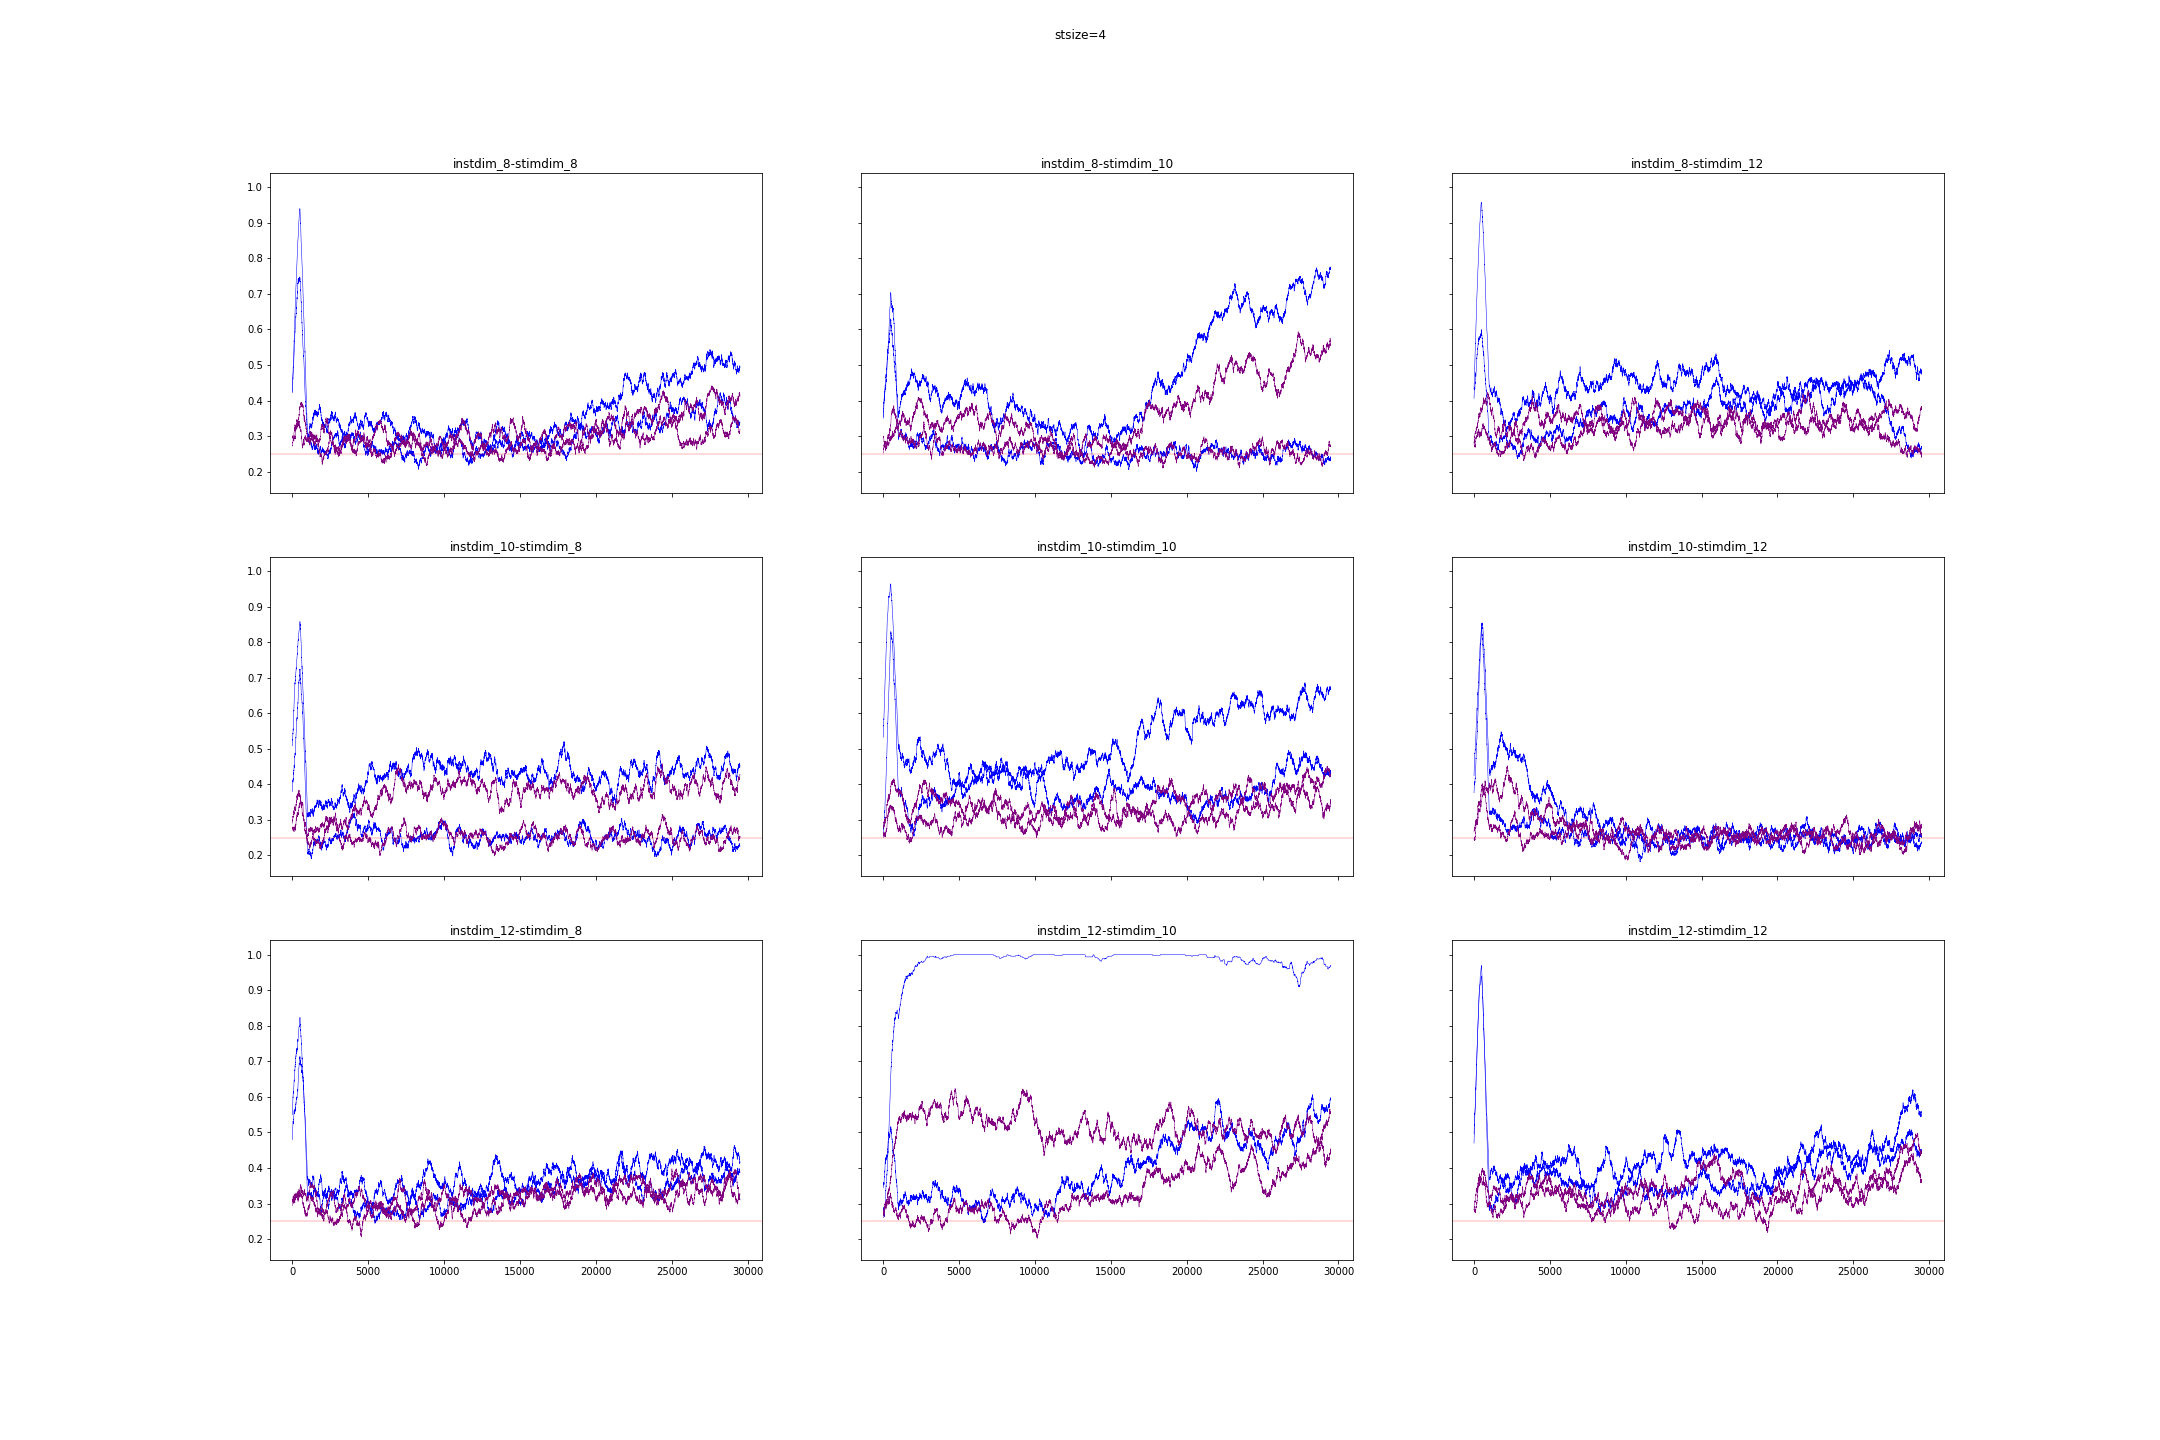 stsize=4
instdim_8-stimdim_8
instdim_8-stimdim_10
instdim_8-stimdim_12
1.0
0.9
0.8
0.7
0.6
0.5
0.4
0.3
0.2
instdim_10-stimdim_8
instdim_10-stimdim_10
instdim_10-stimdim_12
1.0
0.9
0.8
0.7
0.6
0.5
0.4
0.3
0.2
instdim_12-stimdim_8
instdim_12-stimdim_10
instdim_12-stimdim_12
1.0
0.9
0.8
0.7
0.6
0.5
0.4
0.3
0.2
0 5000 10000 15000 20000 25000 30000
0 5000 10000 15000 20000 25000 30000
0 5000 10000 15000 20000 25000 30000